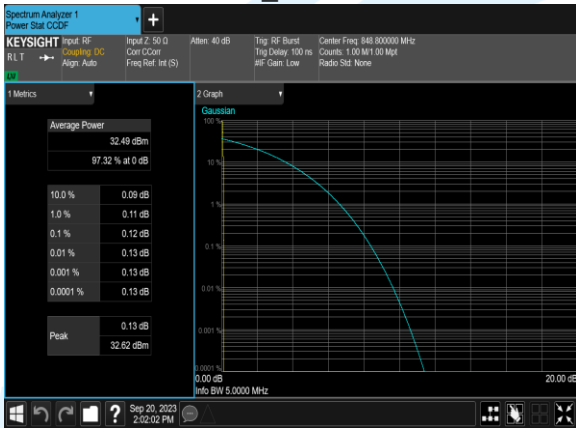 Spectrum Analyzer 1
Power Stat CCDF
+
KEYSIGHT
RLT
Input: RF
Coupling: DC
Align: Auto
Input Z: 50 Ω
Corr CCorr
Freq Ref: Int (S)
Atten: 40 dB
Trig: RF Burst
Trig Delay: 100 ns
#IF Gain: Low
Center Freq: 848.800000 MHz
Counts: 1.00 M/1.00 Mpt
Radio Std: None
1 Metrics
Average Power
32.49 dBm
97.32 % at 0 dB
10.0 % 0.09 dB
1.0 % 0.11 dB
0.1 % 0.12 dB
0.01 % 0.13 dB
0.001 % 0.13 dB
0.0001 % 0.13 dB
Peak
0.13 dB
32.62 dBm
2 Graph
Gaussian
100 %
10 %
1 %
0.1 %
0.01 %
0.001 %
0.0001 %
0.00 dB 20.00 dB
Info BW 5.0000 MHz
?
Sep 20, 2023
2:02:02 PM